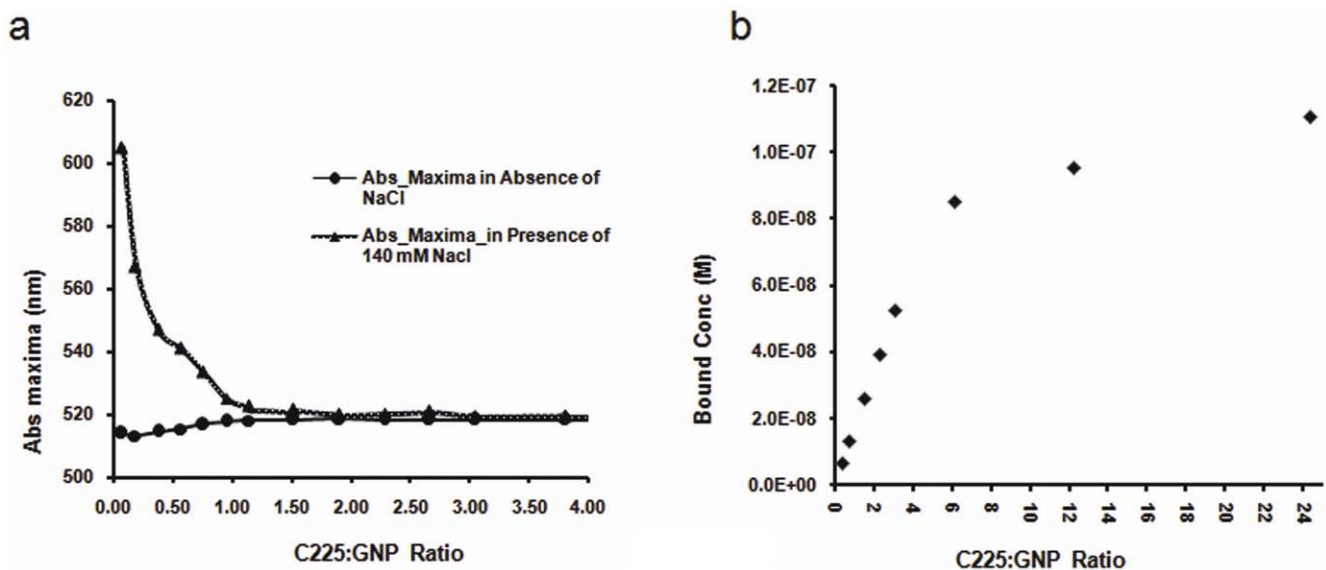 a
620
600
580
560
540
520
500
Abs maxima (nm)
0.00 0.50 1.00 1.50 2.00 2.50 3.00 3.50 4.00
C225:GNP Ratio
Abs_Maxima in Absence of
NaCl
Abs_Maxima_in Presence of
140 mM Nacl
b
1.2E-07
1.0E-07
8.0E-08
6.0E-08
4.0E-08
2.0E-08
0.0E+00
Bound Conc (M)
0 2 4 6 8 10 12 14 16 18 20 22 24
C225:GNP Ratio